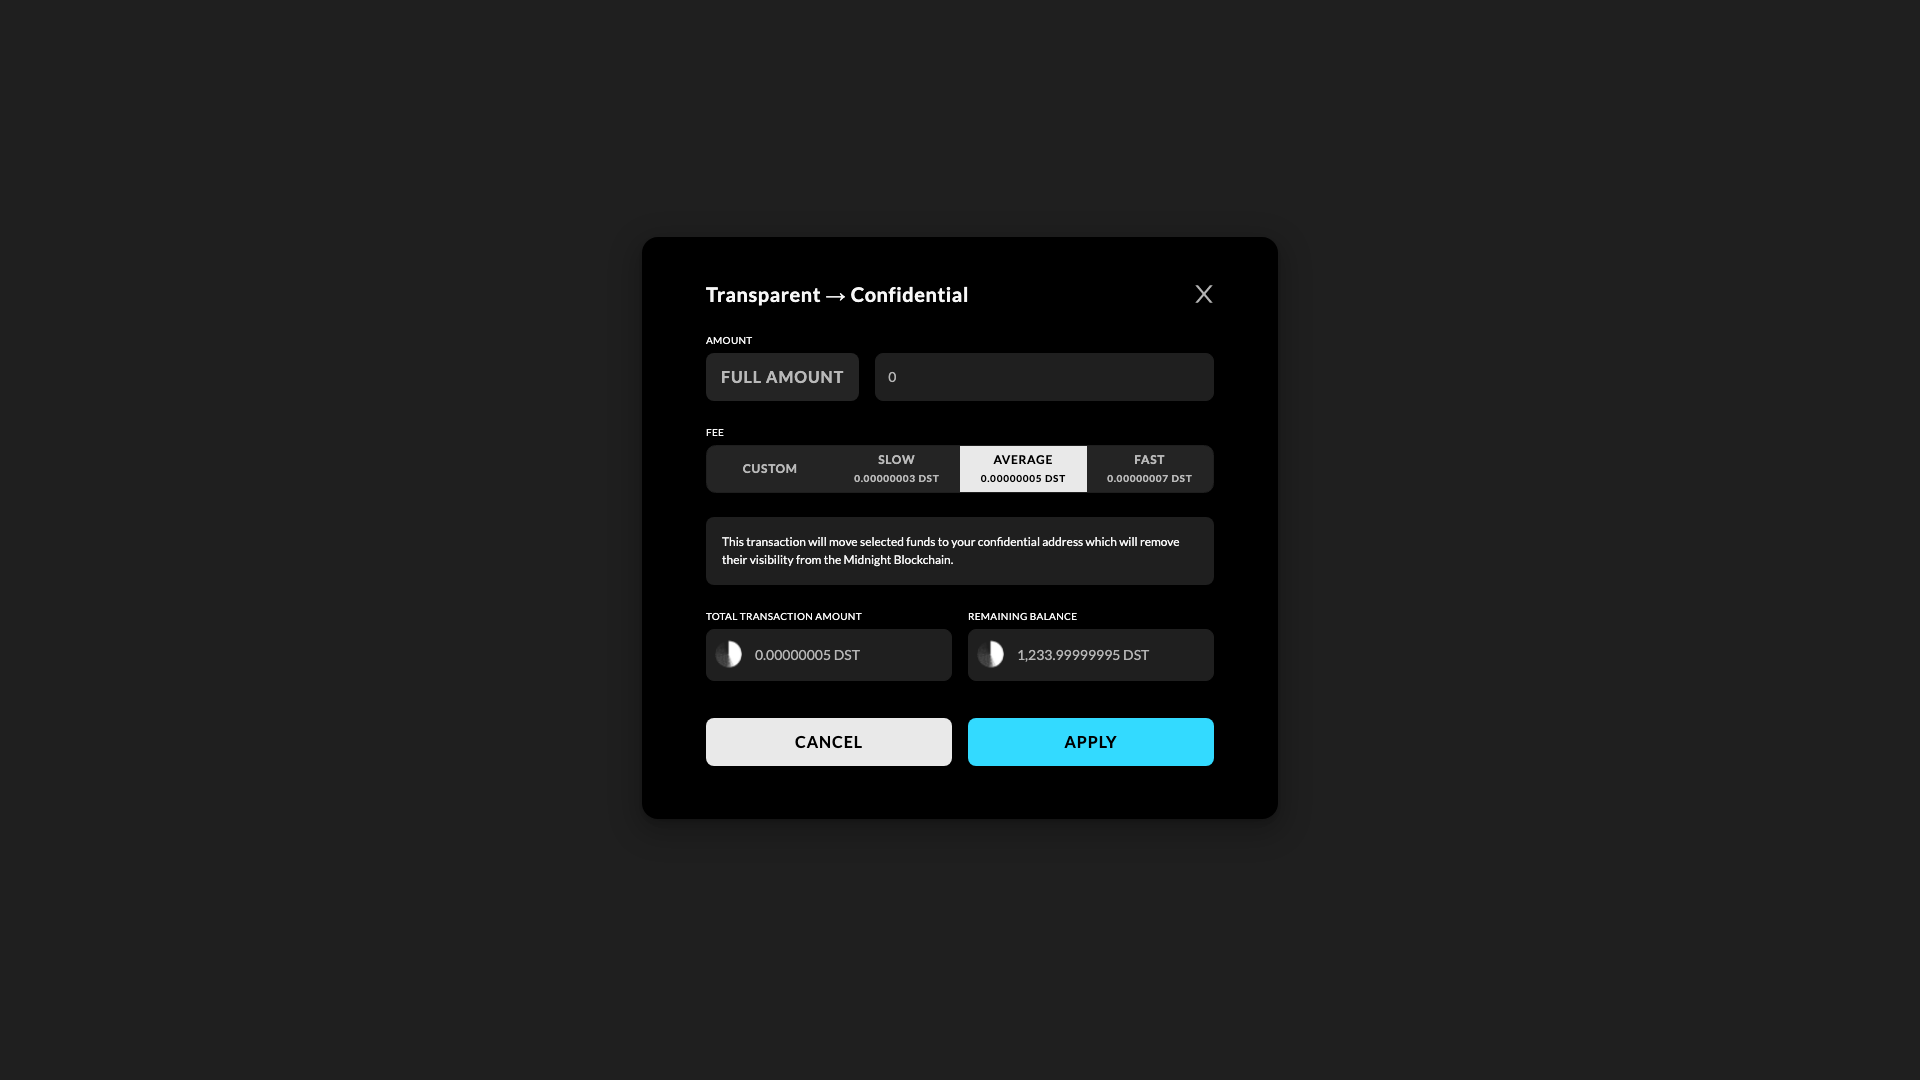 Transparent → Confidential
X
AMOUNT
FULL AMOUNT
0
FEE
CUSTOM
SLOW
0.00000003 DST
AVERAGE
0.00000005 DST
FAST
0.00000007 DST
This transaction will move selected funds to your confidential address which will remove
their visibility from the Midnight Blockchain.
TOTAL TRANSACTION AMOUNT
0.00000005 DST
REMAINING BALANCE
1,233.99999995 DST
CANCEL
APPLY